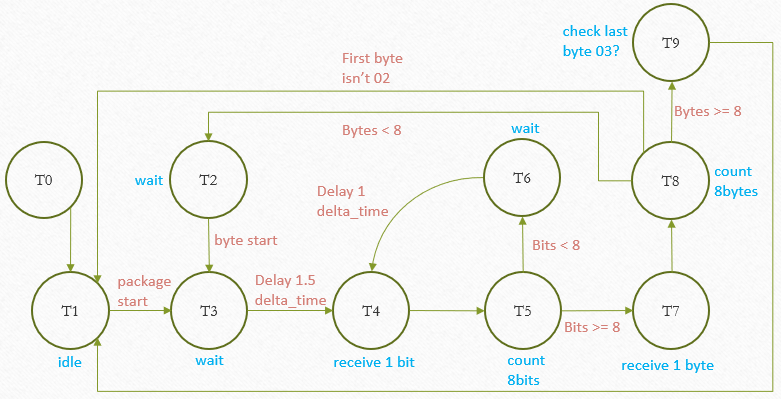 check last
byte 03?
T9
First byte
isn't 02
Bytes >= 8
Bytes < 8
wait
T0
wait
T2
Delay 1
delta_time
T6
T8
count
8bytes
byte start
Bits < 8
package
start
Delay 1.5
delta_time
T1
T3
T4
T5
Bits >= 8
T7
idle
wait
receive 1 bit
count
8bits
receive 1 byte